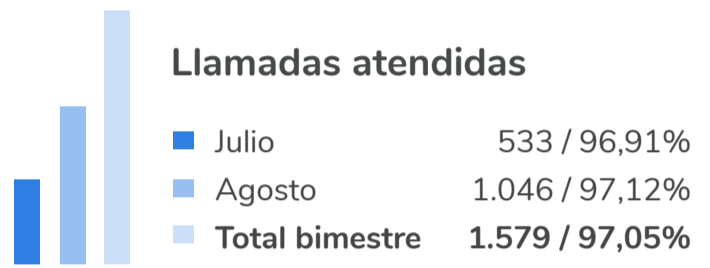 Llamadas atendidas
Julio 533 / 96,91%
Agosto 1.046 / 97,12%
Total bimestre 1.579 / 97,05%